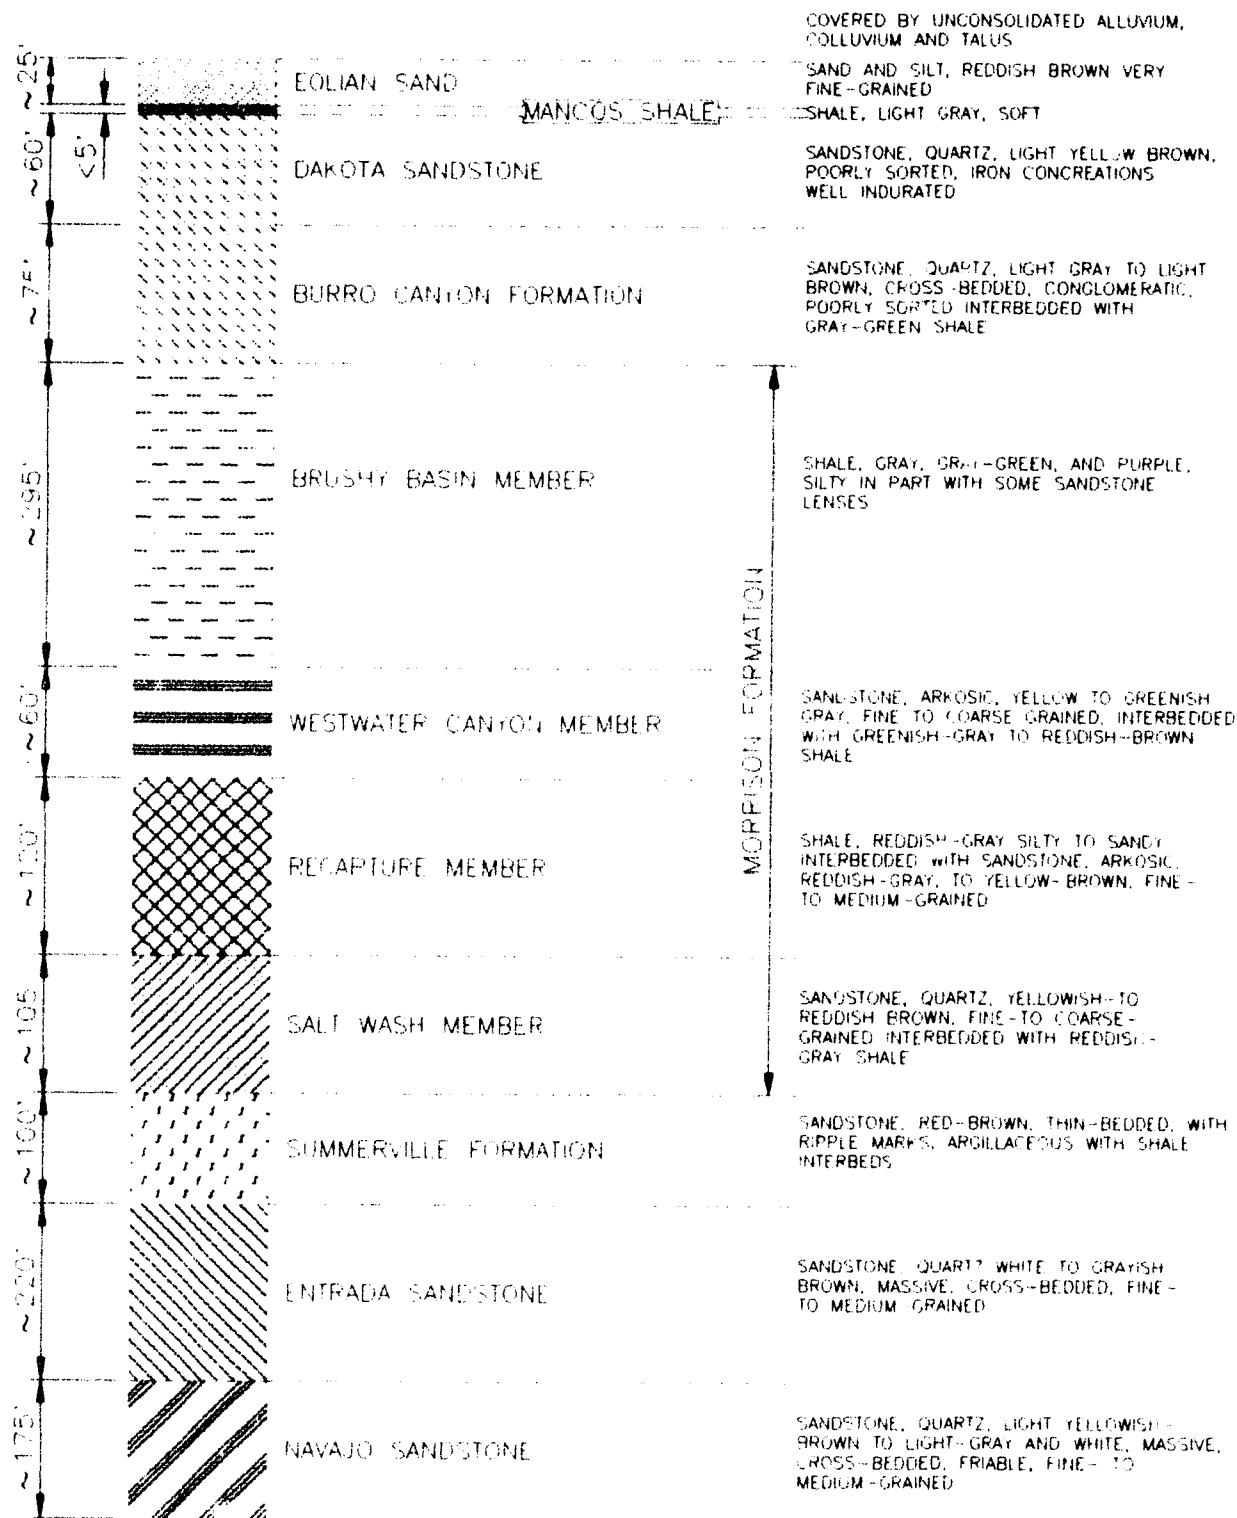 COVERED BY UNCONSOLIDATED ALLUVIUM,
COLLUVIUM AND TALUS
~25'
EOLIAN SAND
SAND AND SILT, REDDISH BROWN VERY
FINE-GRAINED
<5'
MANCOS SHALE
SHALE, LIGHT GRAY, SOFT
~60'
DAKOTA SANDSTONE
SANDSTONE, QUARTZ, LIGHT YELLOW BROWN,
POORLY SORTED, IRON CONCREATIONS
WELL INDURATED
~75'
BURRO CANYON FORMATION
SANDSTONE, QUARTZ, LIGHT GRAY TO LIGHT
BROWN, CROSS-BEDDED, CONGLOMERATIC,
POORLY SORTED INTERBEDDED WITH
GRAY-GREEN SHALE
~295'
BRUSHY BASIN MEMBER
SHALE, GRAY, GRAY-GREEN, AND PURPLE,
SILTY IN PART WITH SOME SANDSTONE
LENSES
MORRISON FORMATION
~60'
WESTWATER CANYON MEMBER
SANDSTONE, ARKOSIC, YELLOW TO GREENISH
GRAY, FINE TO COARSE GRAINED, INTERBEDDED
WITH GREENISH-GRAY TO REDDISH-BROWN
SHALE
~120'
RECAPTURE MEMBER
SHALE, REDDISH-GRAY SILTY TO SANDY
INTERBEDDED WITH SANDSTONE, ARKOSIC,
REDDISH-GRAY, TO YELLOW-BROWN, FINE-
TO MEDIUM-GRAINED
~105
SALT WASH MEMBER
SANDSTONE, QUARTZ, YELLOWISH-TO
REDDISH BROWN, FINE-TO COARSE-
GRAINED INTERBEDDED WITH REDDISH-
GRAY SHALE
~100'
SUMMERVILLE FORMATION
SANDSTONE, RED-BROWN, THIN-BEDDED, WITH
RIPPLE MARKS, ARGILLACEOUS WITH SHALE
INTERBEDS
~220'
ENTRADA SANDSTONE
SANDSTONE, QUARTZ WHITE TO GRAYISH
BROWN, MASSIVE, CROSS-BEDDED, FINE-
TO MEDIUM-GRAINED
~175'
NAVAJO SANDSTONE
SANDSTONE, QUARTZ, LIGHT YELLOWISH-
BROWN TO LIGHT-GRAY AND WHITE, MASSIVE,
CROSS-BEDDED, FRIABLE, FINE- TO
MEDIUM-GRAINED